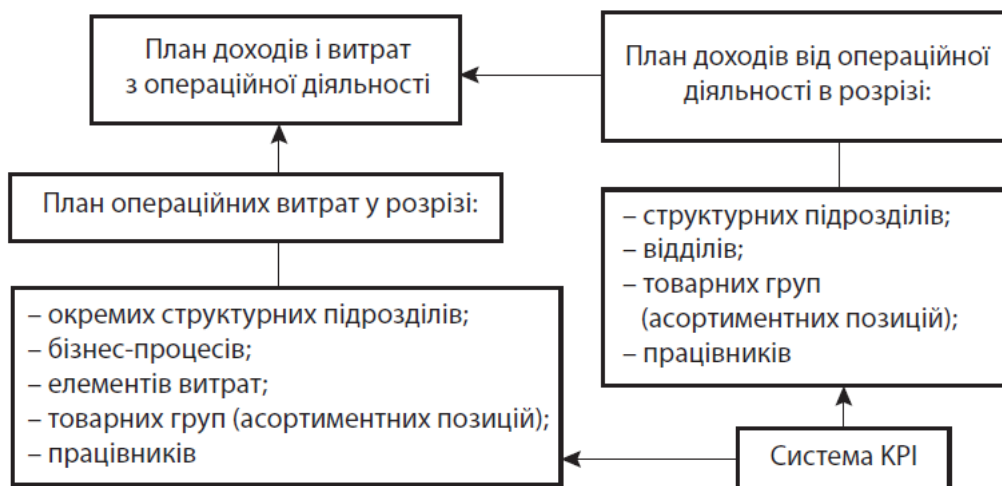 План доходів і витрат
з операційної діяльності
План доходів від операційної
діяльності в розрізі:
План операційних витрат у розрізі:
– структурних підрозділів;
– відділів;
– товарних груп
(асортиментних позицій);
– працівників
– окремих структурних підрозділів;
– бізнес-процесів;
– елементів витрат;
– товарних груп (асортиментних позицій);
– працівників
Система KPI